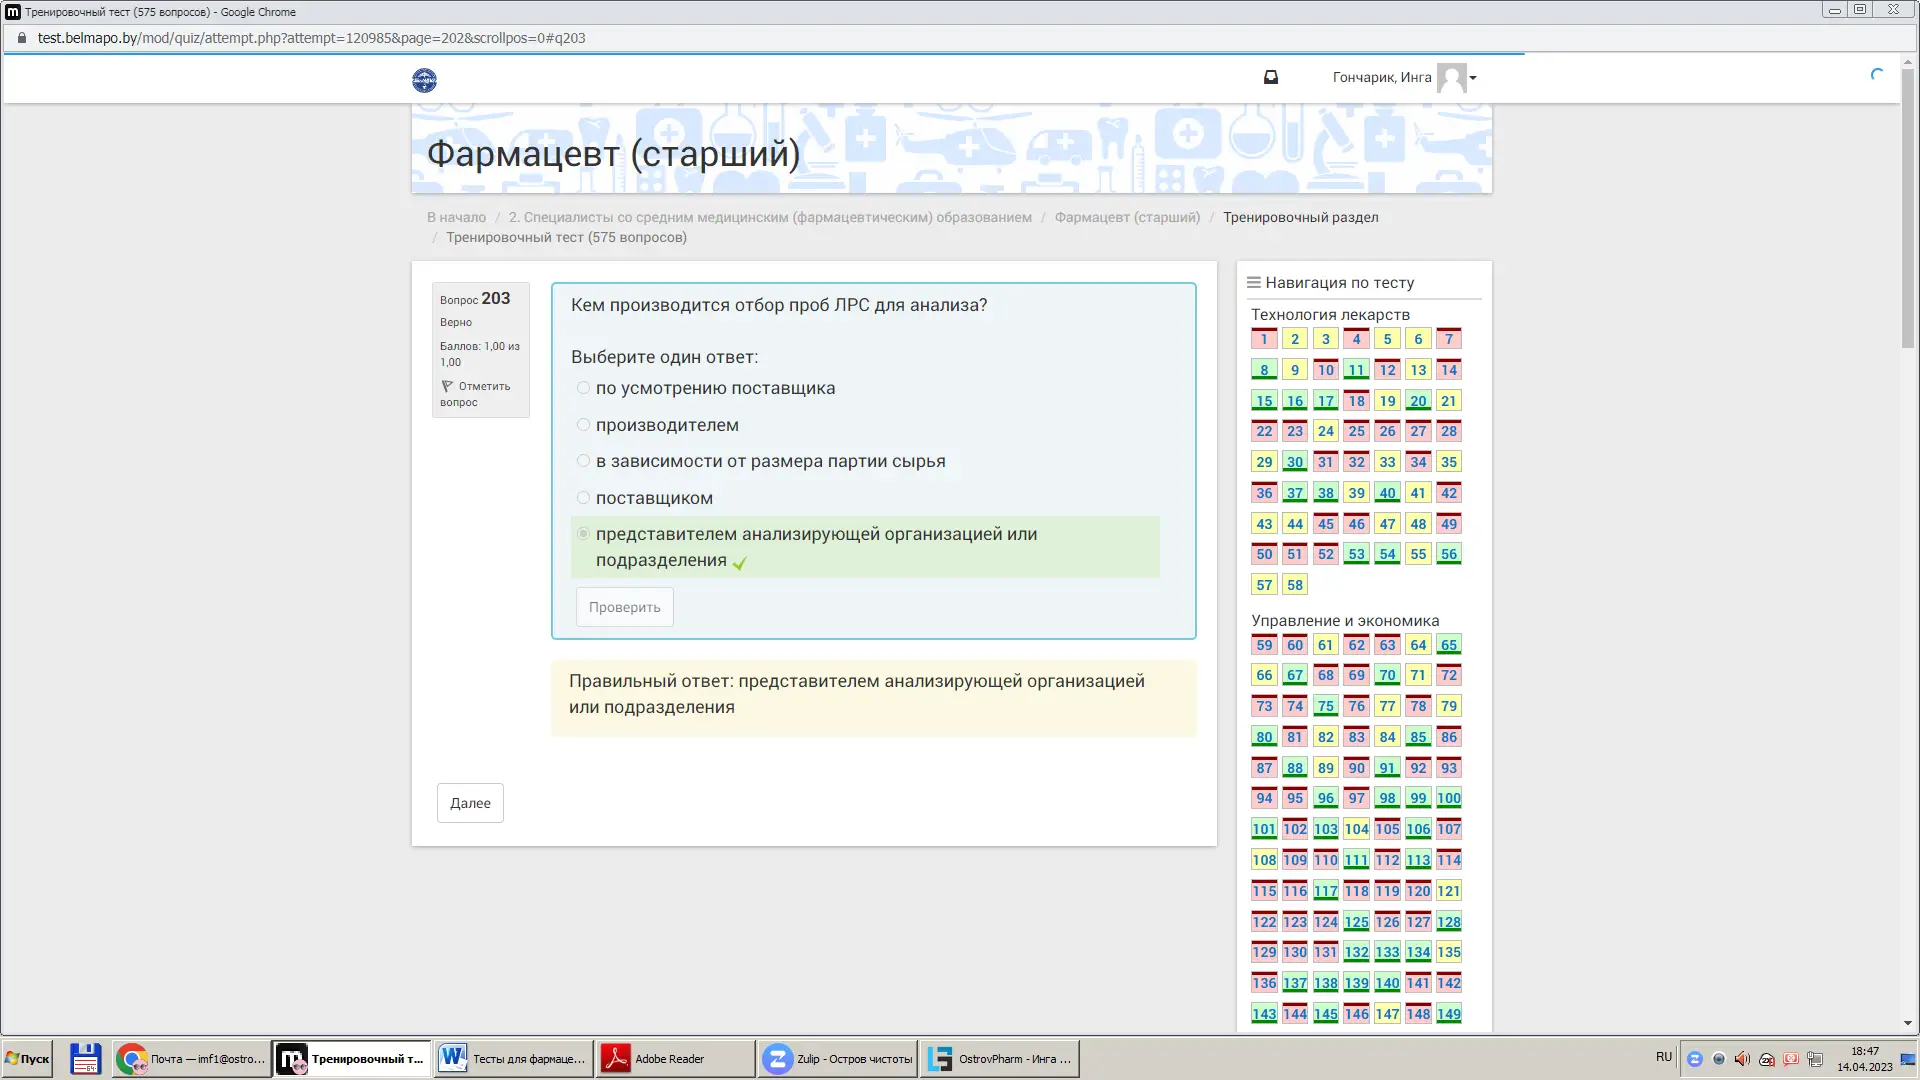 Тренировочный тест (575 вопросов) - Google Chrome
test.belmapo.by/mod/quiz/attempt.php?attempt=120985&page=202&scrollpos=0#q203
Гончарик, Инга
Фармацевт (старший)
В начало / 2. Специалисты со средним медицинским (фармацевтическим) образованием / Фармацевт (старший) / Тренировочный раздел
/ Тренировочный тест (575 вопросов)
Вопрос 203
Верно
Баллов: 1,00 из
1,00
Отметить
вопрос
Кем производится отбор проб ЛРС для анализа?
Выберите один ответ:
по усмотрению поставщика
производителем
в зависимости от размера партии сырья
поставщиком
представителем анализирующей организацией или
подразделения
Проверить
Правильный ответ: представителем анализирующей организацией
или подразделения
Далее
Навигация по тесту
Технология лекарств
1 2 3 4 5 6 7
8 9 10 11 12 13 14
15 16 17 18 19 20 21
22 23 24 25 26 27 28
29 30 31 32 33 34 35
36 37 38 39 40 41 42
43 44 45 46 47 48 49
50 51 52 53 54 55 56
57 58
Управление и экономика
59 60 61 62 63 64 65
66 67 68 69 70 71 72
73 74 75 76 77 78 79
80 81 82 83 84 85 86
87 88 89 90 91 92 93
94 95 96 97 98 99 100
101 102 103 104 105 106 107
108 109 110 111 112 113 114
115 116 117 118 119 120 121
122 123 124 125 126 127 128
129 130 131 132 133 134 135
136 137 138 139 140 141 142
143 144 145 146 147 148 149
Пуск
Почта — imf1@ostro...
Тренировочный т...
Тесты для фармаце...
Adobe Reader
Zulip - Остров чистоты
OstrovPharm - Инга ...
RU
18:47
14.04.2023